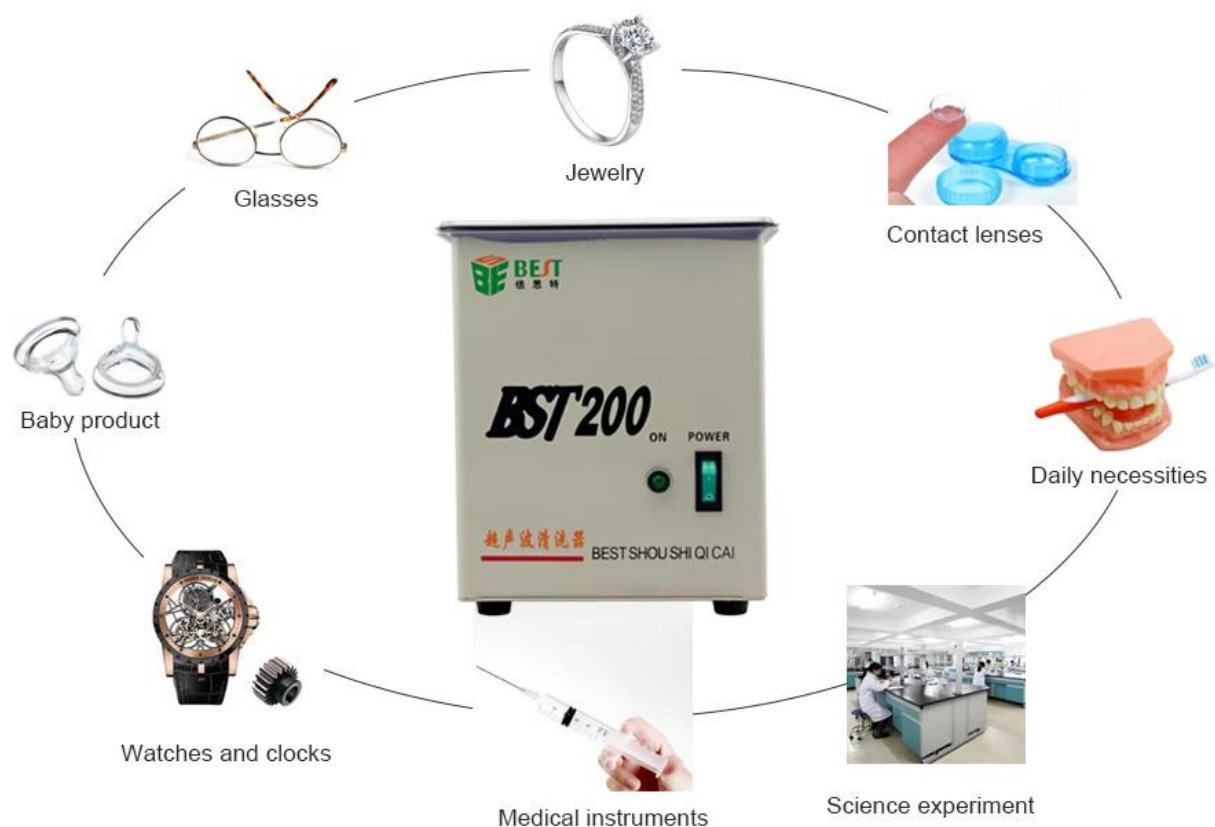 Jewelry
Glasses
Contact lenses
BEST
倍思特
Baby product
BST200
ON POWER
Daily necessities
超声波清洗器
BEST SHOU SHI QI CAI
Watches and clocks
Medical instruments
Science experiment